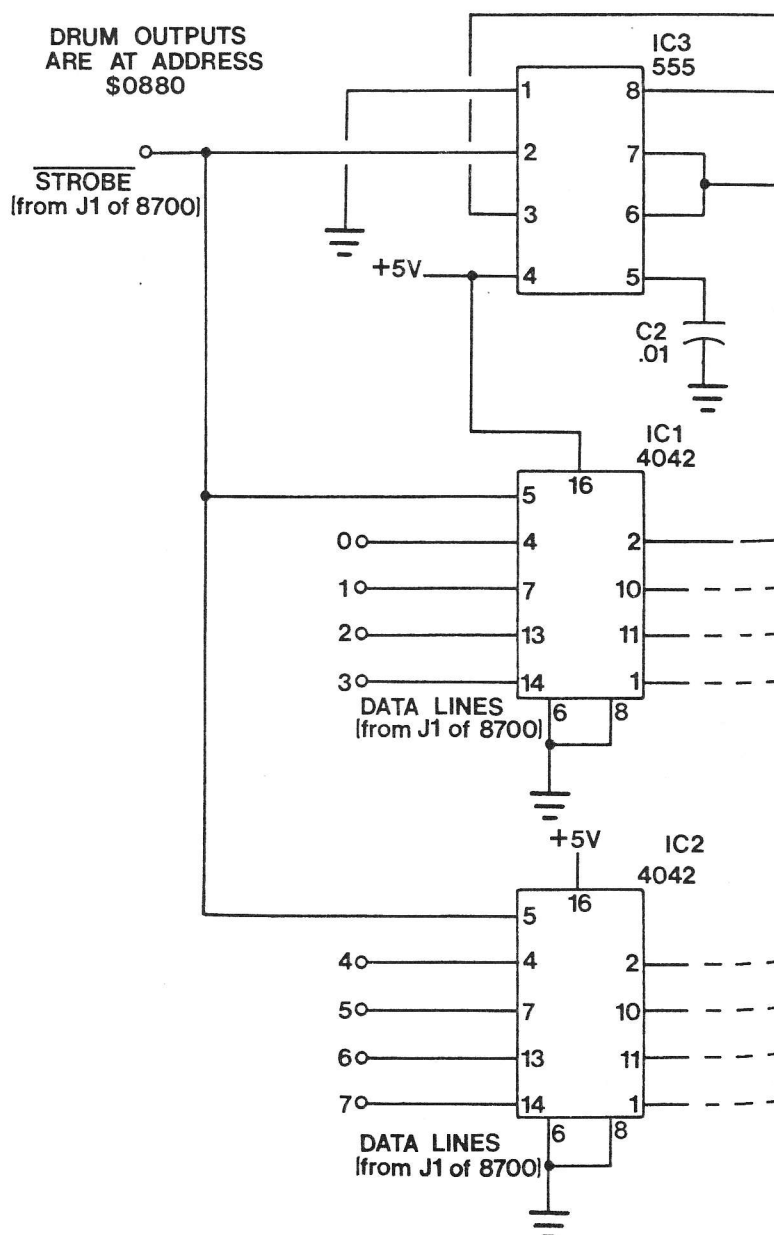 DRUM OUTPUTS
ARE AT ADDRESS
$0880
STROBE
(from J1 of 8700)
+5V
IC3
555
1 8
2 7
3 6
4 5
C2
.01
IC1
4042
16
5
0 4 2
1 7 10
2 13 11
3 14 1
DATA LINES
(from J1 of 8700)
6 8
+5V
IC2
4042
16
5
4 4 2
5 7 10
6 13 11
7 14 1
DATA LINES
(from J1 of 8700)
6 8